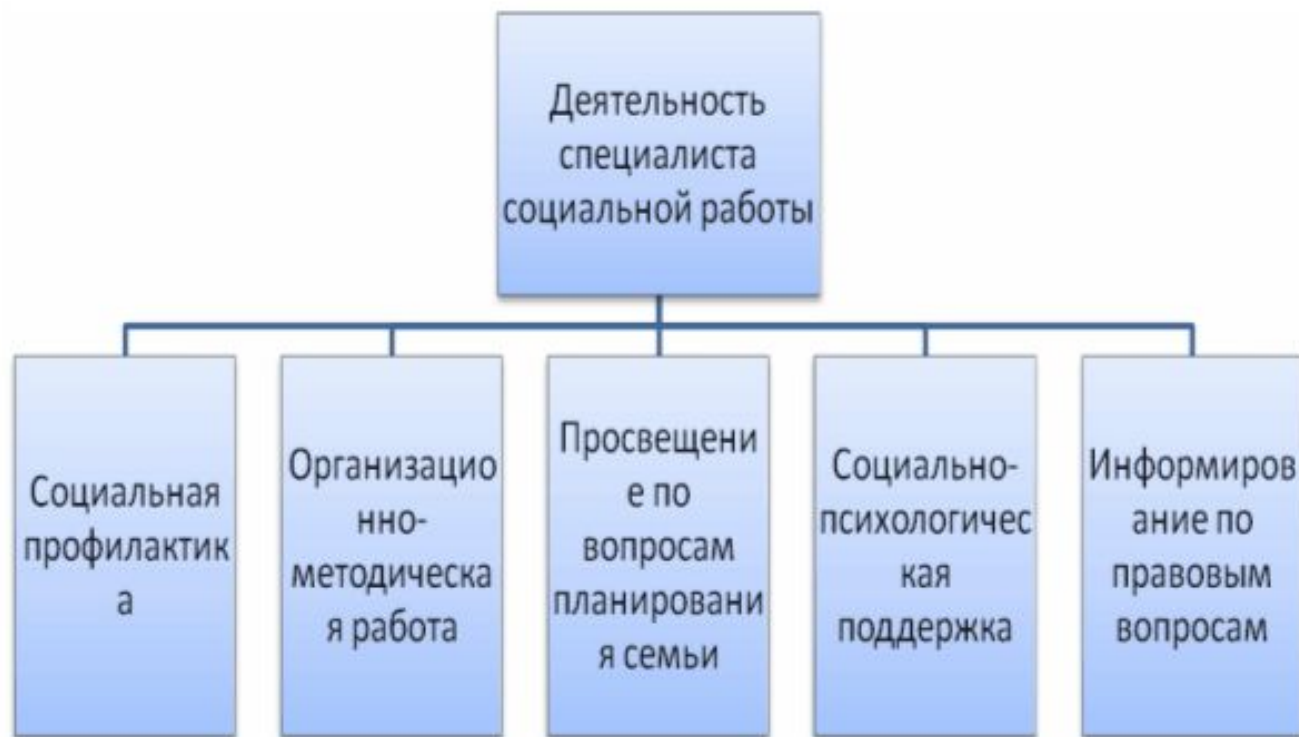 Деятельность
специалиста
социальной работы
Социальная
профилактик
а
Организацио
нно-
методическа
я работа
Просвещени
е по
вопросам
планировани
я семьи
Социально-
психологичес
кая
поддержка
Информиров
ание по
правовым
вопросам